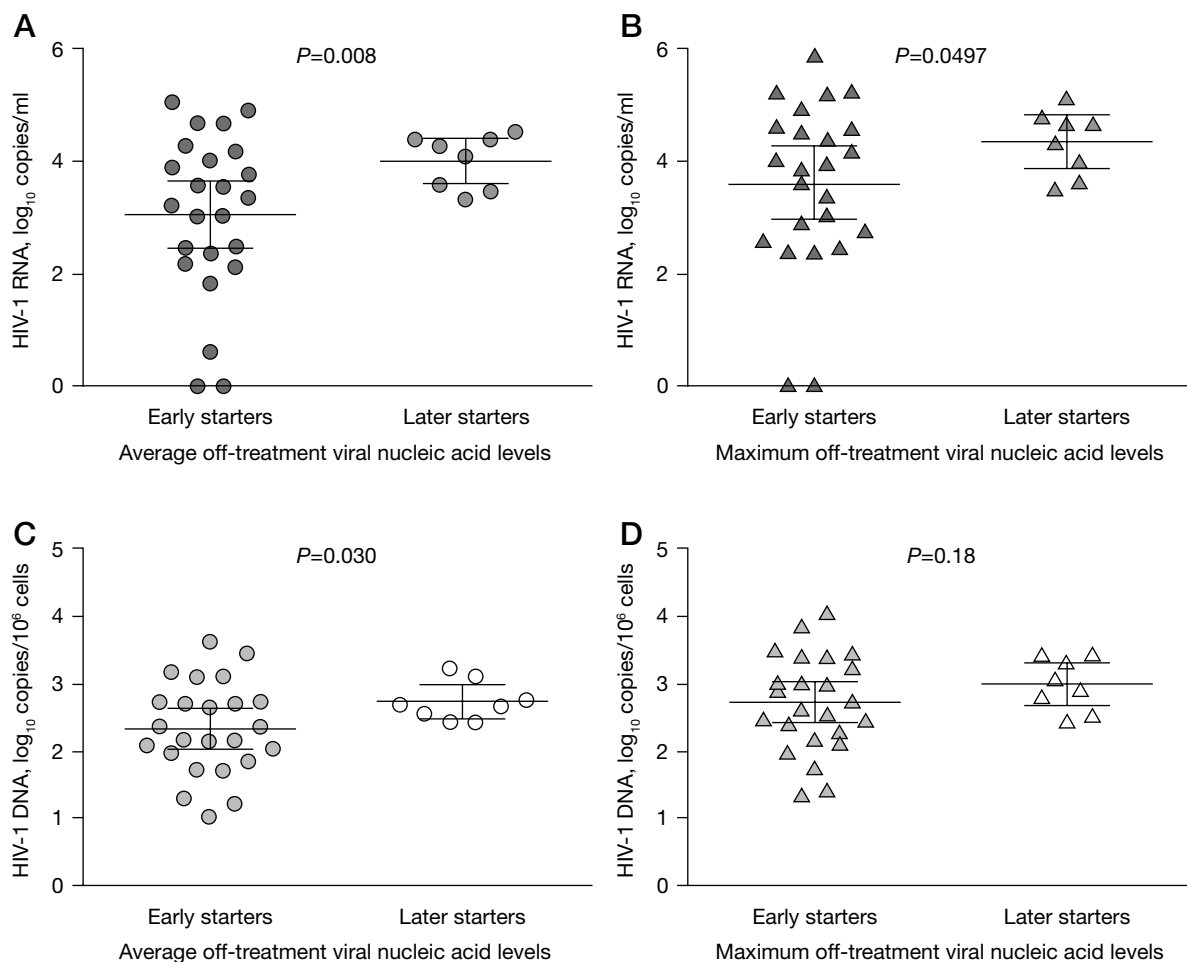 A
P=0.008
6
4
2
0
HIV-1 RNA, log10 copies/ml
Early starters
Later starters
Average off-treatment viral nucleic acid levels
B
P=0.0497
6
4
2
0
HIV-1 RNA, log10 copies/ml
Early starters
Later starters
Maximum off-treatment viral nucleic acid levels
C
P=0.030
5
4
3
2
1
0
HIV-1 DNA, log10 copies/10⁶ cells
Early starters
Later starters
Average off-treatment viral nucleic acid levels
D
P=0.18
5
4
3
2
1
0
HIV-1 DNA, log10 copies/10⁶ cells
Early starters
Later starters
Maximum off-treatment viral nucleic acid levels